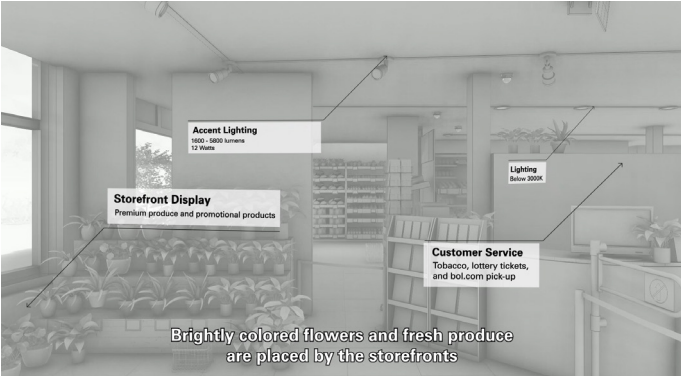 Accent Lighting
1600 - 5800 lumens
12 Watts
Lighting
Below 3000K
Storefront Display
Premium produce and promotional products
Customer Service
Tobacco, lottery tickets,
and bol.com pick-up
Brightly colored flowers and fresh produce
are placed by the storefronts